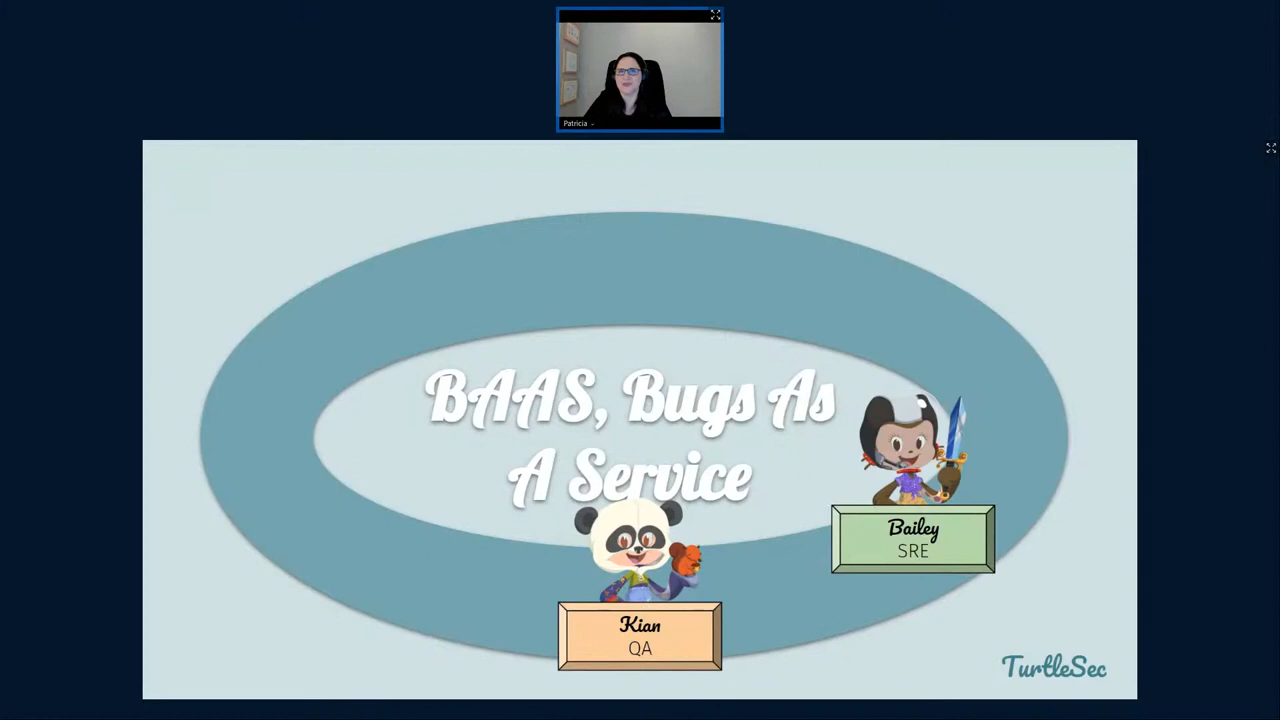 Patricia
BAAS, Bugs As
A Service
Bailey
SRE
Kian
QA
TurtleSec